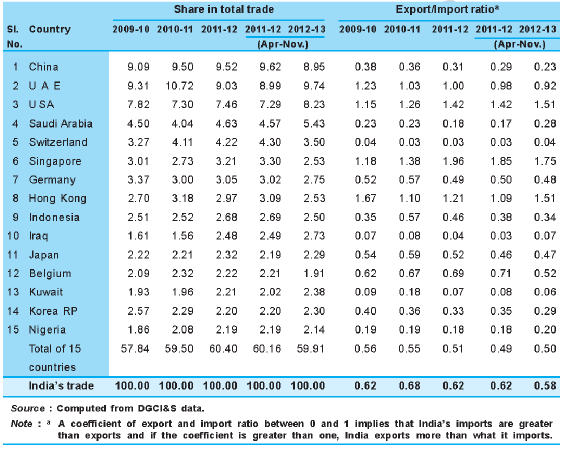 Share in total trade Export/Import ratioª
Sl. Country 2009-10 2010-11 2011-12 2011-12 2012-13 2009-10 2010-11 2011-12 2011-12 2012-13
No. (Apr-Nov.) (Apr-Nov.)
1 China 9.09 9.50 9.52 9.62 8.95 0.38 0.36 0.31 0.29 0.23
2 U A E 9.31 10.72 9.03 8.99 9.74 1.23 1.03 1.00 0.98 0.92
3 U SA 7.82 7.30 7.46 7.29 8.23 1.15 1.26 1.42 1.42 1.51
4 Saudi Arabia 4.50 4.04 4.63 4.57 5.43 0.23 0.23 0.18 0.17 0.28
5 Switzerland 3.27 4.11 4.22 4.30 3.50 0.04 0.03 0.03 0.03 0.04
6 Singapore 3.01 2.73 3.21 3.30 2.53 1.18 1.38 1.96 1.85 1.75
7 Germany 3.37 3.00 3.05 3.02 2.75 0.52 0.57 0.49 0.50 0.48
8 Hong Kong 2.70 3.18 2.97 3.09 2.53 1.67 1.10 1.21 1.09 1.51
9 Indonesia 2.51 2.52 2.68 2.69 2.50 0.35 0.57 0.46 0.38 0.34
10 Iraq 1.61 1.56 2.48 2.49 2.73 0.07 0.08 0.04 0.03 0.07
11 Japan 2.22 2.21 2.32 2.19 2.29 0.54 0.59 0.52 0.46 0.47
12 Belgium 2.09 2.32 2.22 2.21 1.91 0.62 0.67 0.69 0.71 0.52
13 Kuwait 1.93 1.96 2.21 2.02 2.38 0.09 0.18 0.07 0.08 0.06
14 Korea RP 2.57 2.29 2.20 2.20 2.30 0.40 0.36 0.33 0.35 0.29
15 Nigeria 1.86 2.08 2.19 2.19 2.14 0.19 0.19 0.18 0.18 0.20
Total of 15 57.84 59.50 60.40 60.16 59.91 0.56 0.55 0.51 0.49 0.50
countries
India's trade 100.00 100.00 100.00 100.00 100.00 0.62 0.68 0.62 0.62 0.58
Source : Computed from DGCI&S data.
Note : ª A coefficient of export and import ratio between 0 and 1 implies that India's imports are greater
than exports and if the coefficient is greater than one, India exports more than what it imports.